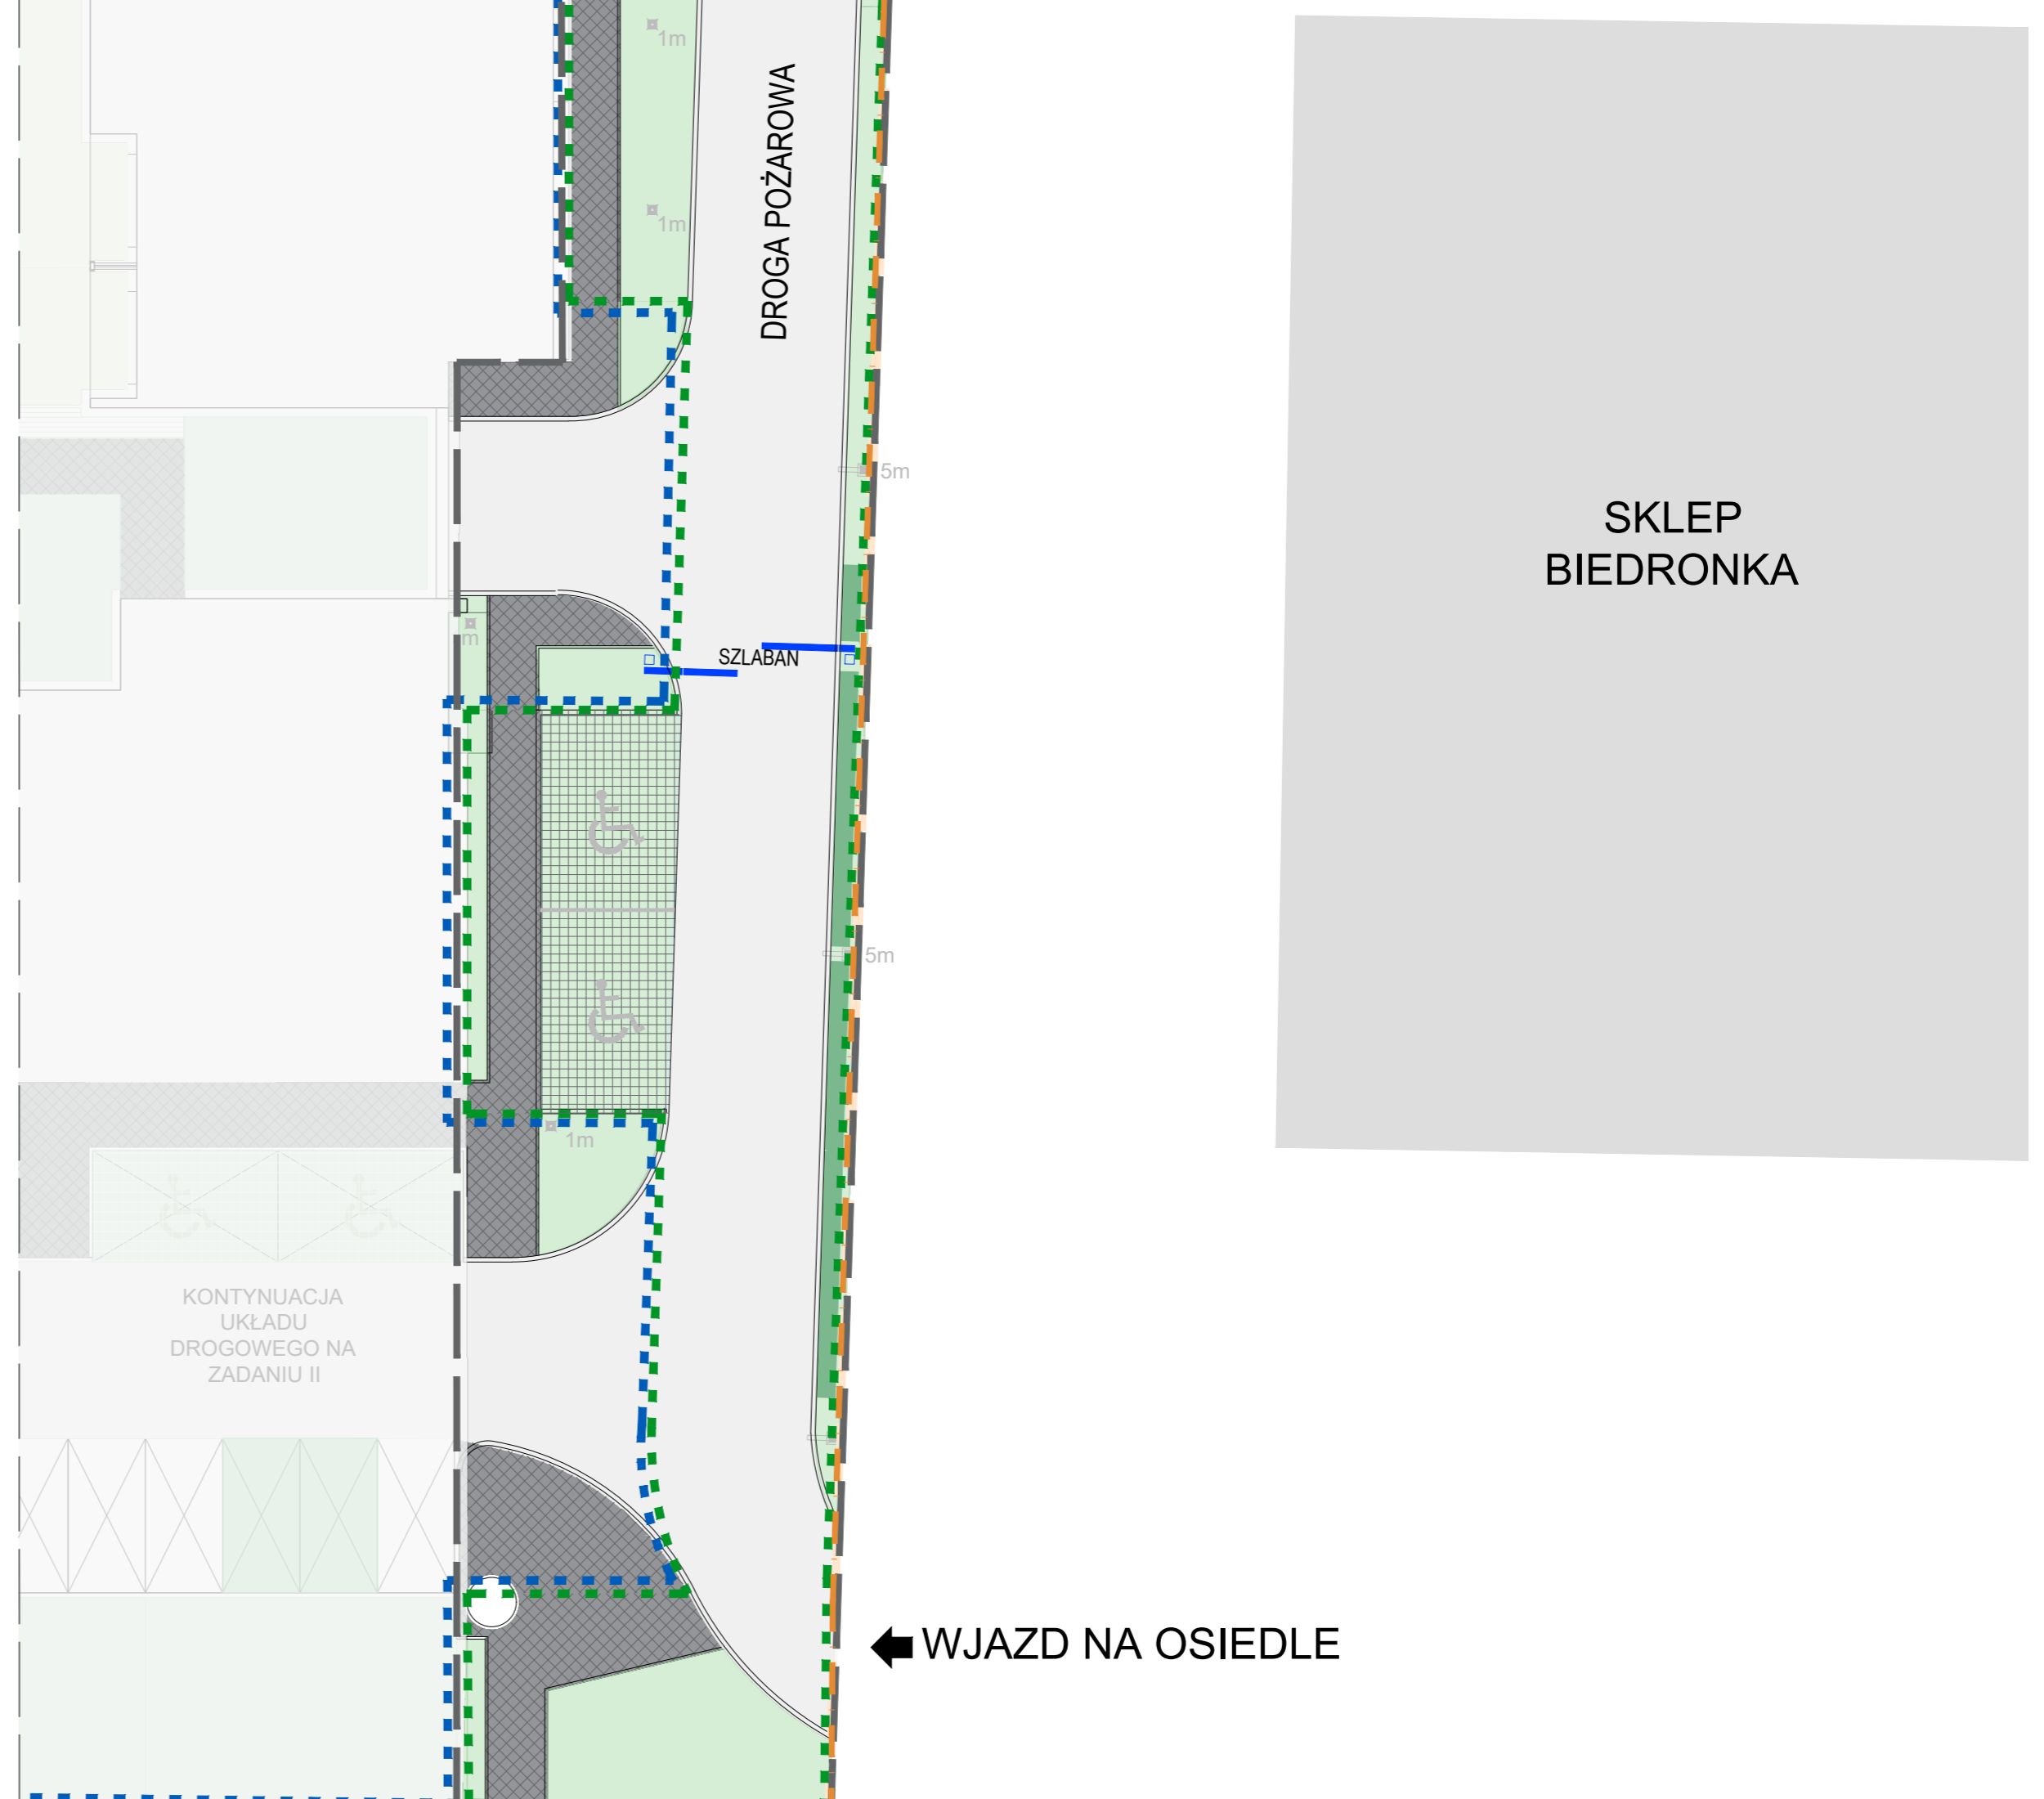 1m
DROGA POŻAROWA
1m
5m
SKLEP
BIEDRONKA
m
SZLABAN
5m
1m
KONTYNUACJA
UKŁADU
DROGOWEGO NA
ZADANIU II
WJAZD NA OSIEDLE